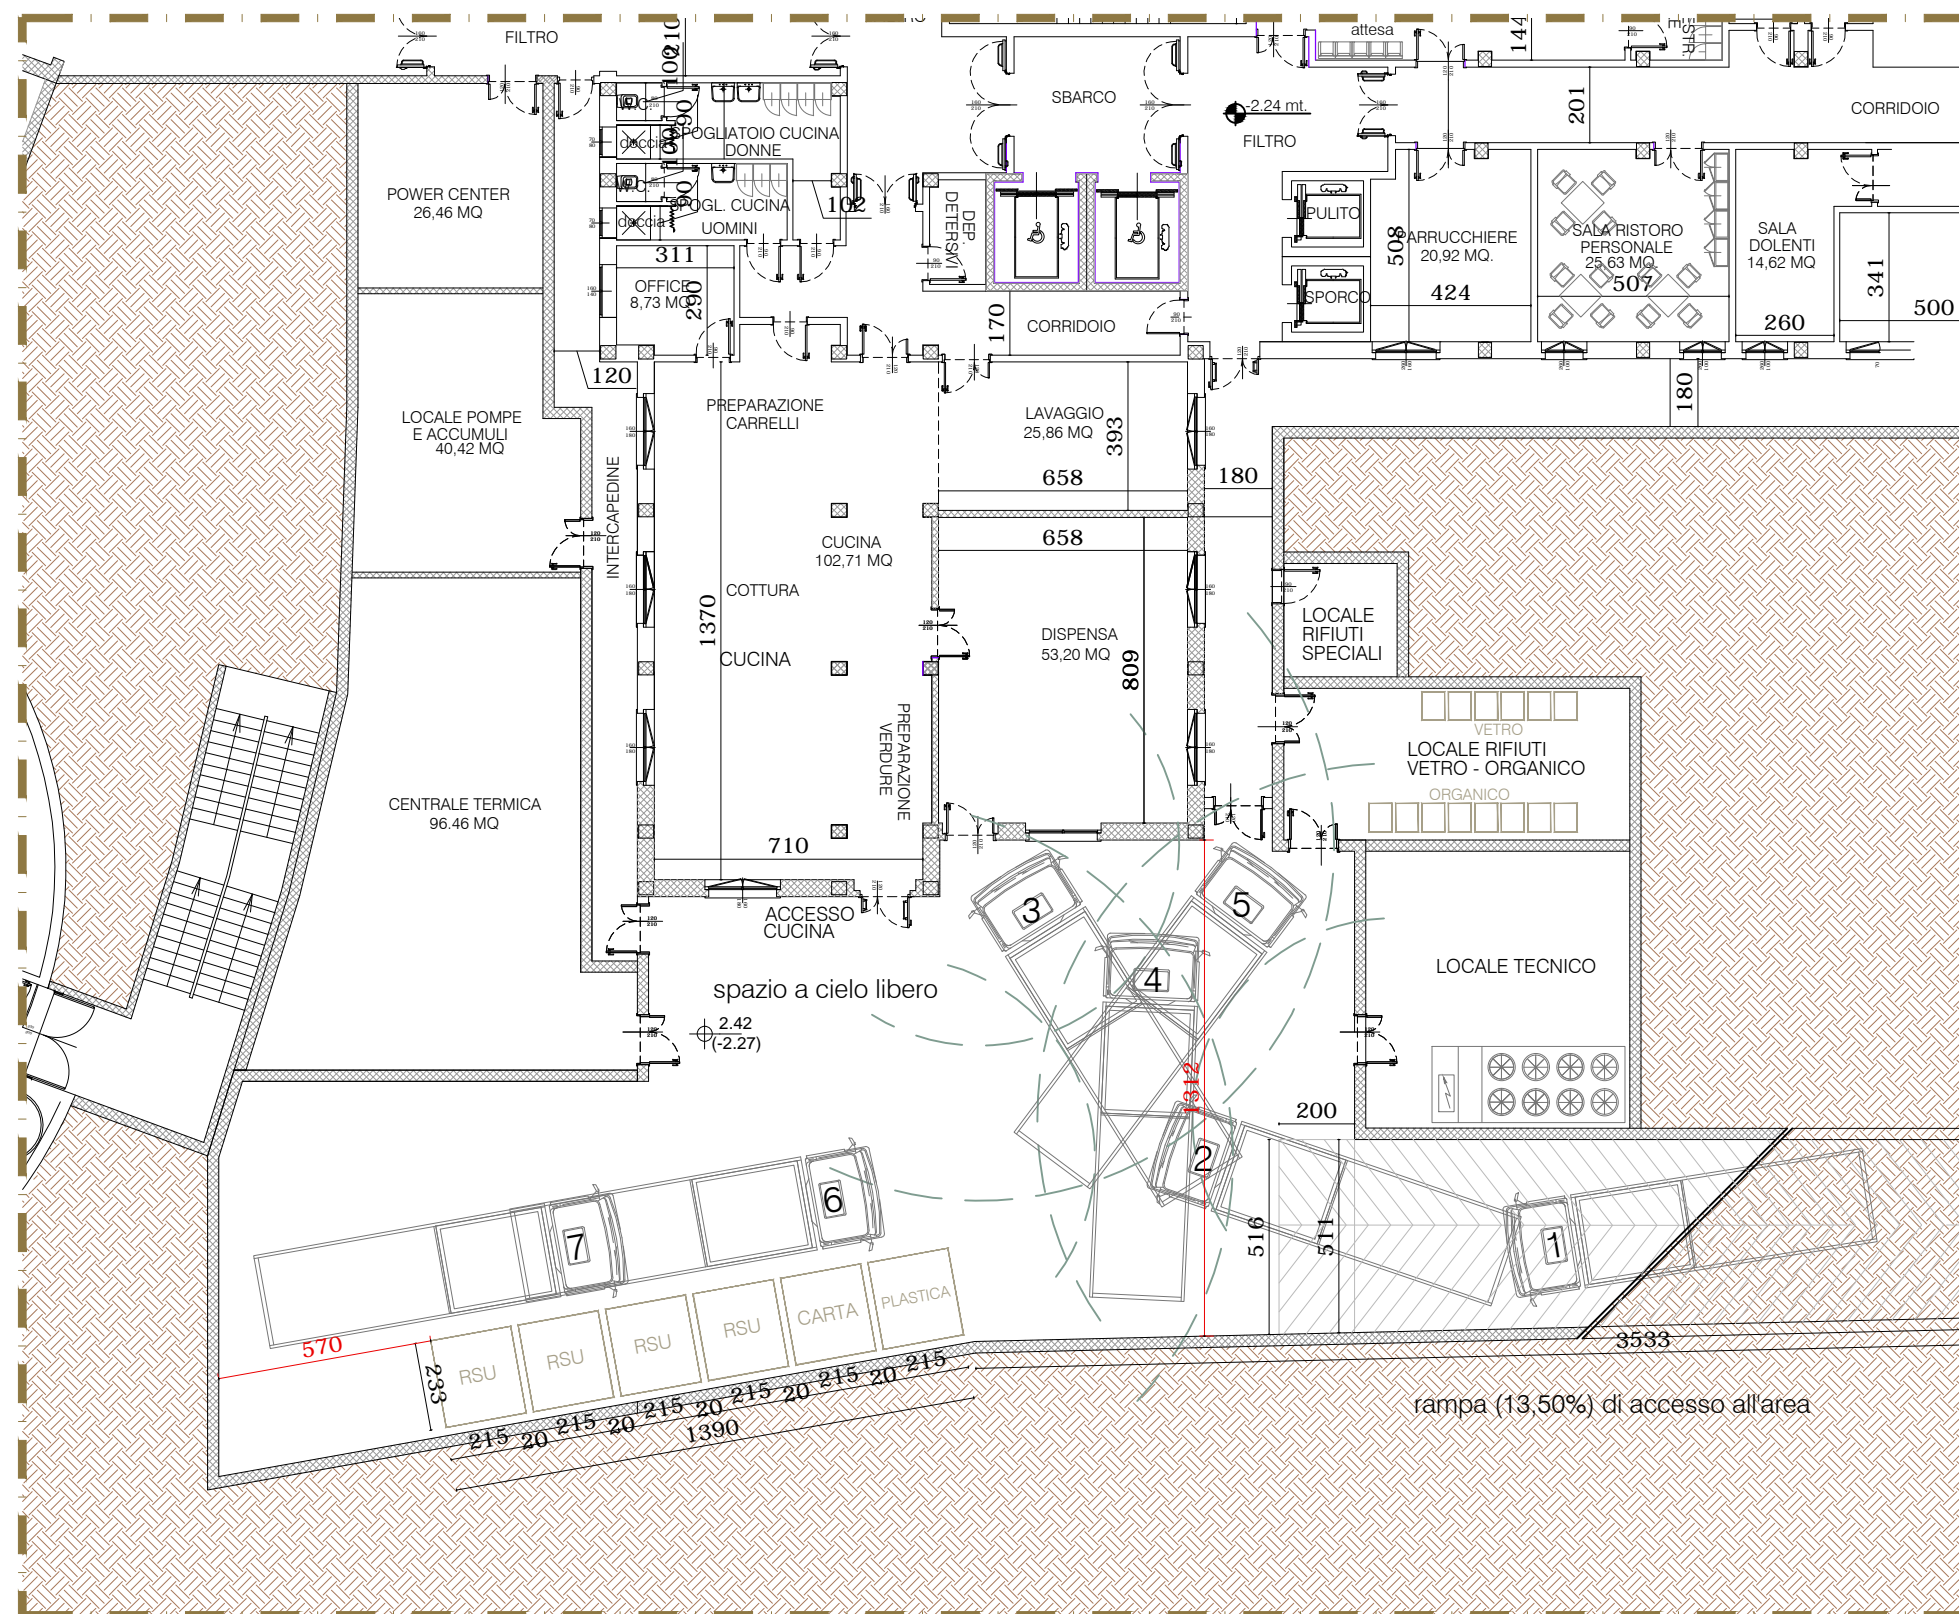 FILTRO
attesa
144
210
102
SBARCO
-2.24 mt.
FILTRO
201
CORRIDOIO
W.C.
90
SPOGLIATOIO CUCINA
DONNE
doccia
100
W.C.
90
SPOGL. CUCINA
UOMINI
doccia
102
DEP.
DETERSIVI
POWER CENTER
26,46 MQ
PULITO
SPORCO
508
PARRUCCHIERE
20,92 MQ.
424
SALA RISTORO
PERSONALE
25,63 MQ.
507
SALA
DOLENTI
14,62 MQ
260
341
500
311
OFFICE
8,73 MQ
290
170
CORRIDOIO
120
180
LOCALE POMPE
E ACCUMULI
40,42 MQ
INTERCAPEDINE
PREPARAZIONE
CARRELLI
LAVAGGIO
25,86 MQ
393
658
180
658
CUCINA
102,71 MQ
COTTURA
1370
CUCINA
DISPENSA
53,20 MQ
809
LOCALE
RIFIUTI
SPECIALI
PREPARAZIONE
VERDURE
VETRO
LOCALE RIFIUTI
VETRO - ORGANICO
ORGANICO
CENTRALE TERMICA
96.46 MQ
710
ACCESSO
CUCINA
3
5
4
LOCALE TECNICO
spazio a cielo libero
2.42
(-2.27)
1312
200
2
516
511
1
6
7
570
233
RSU
RSU
RSU
RSU
CARTA
PLASTICA
215
20
215
20
215
20
215
20
215
20
215
1390
3533
rampa (13,50%) di accesso all'area